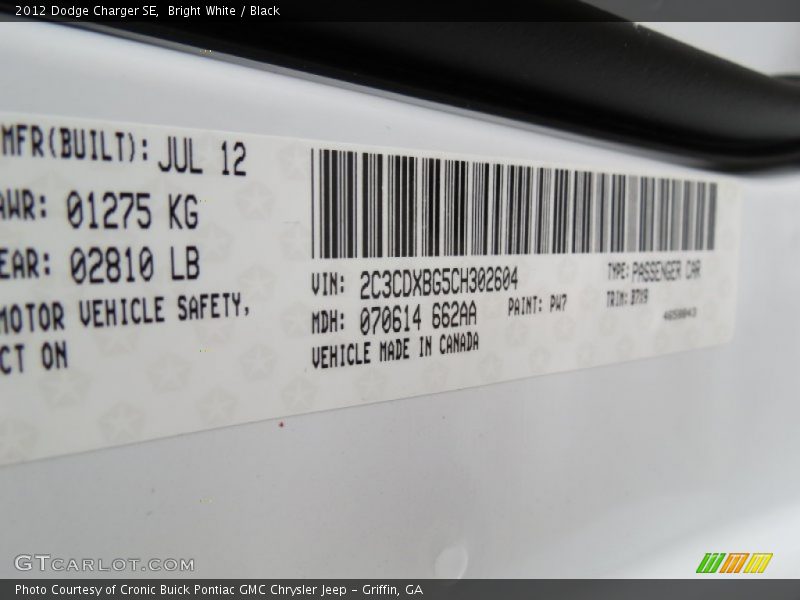 2012 Dodge Charger SE, Bright White / Black
MFR(BUILT): JUL 12
AWR: 01275 KG
EAR: 02810 LB
MOTOR VEHICLE SAFETY,
CT ON
VIN: 2C3CDXBG5CH302604
MDH: 070614 662AA
VEHICLE MADE IN CANADA
PAINT: PW7
TYPE: PASSENGER CAR
TRIM:
GTCARLOT.COM
Photo Courtesy of Cronic Buick Pontiac GMC Chrysler Jeep - Griffin, GA